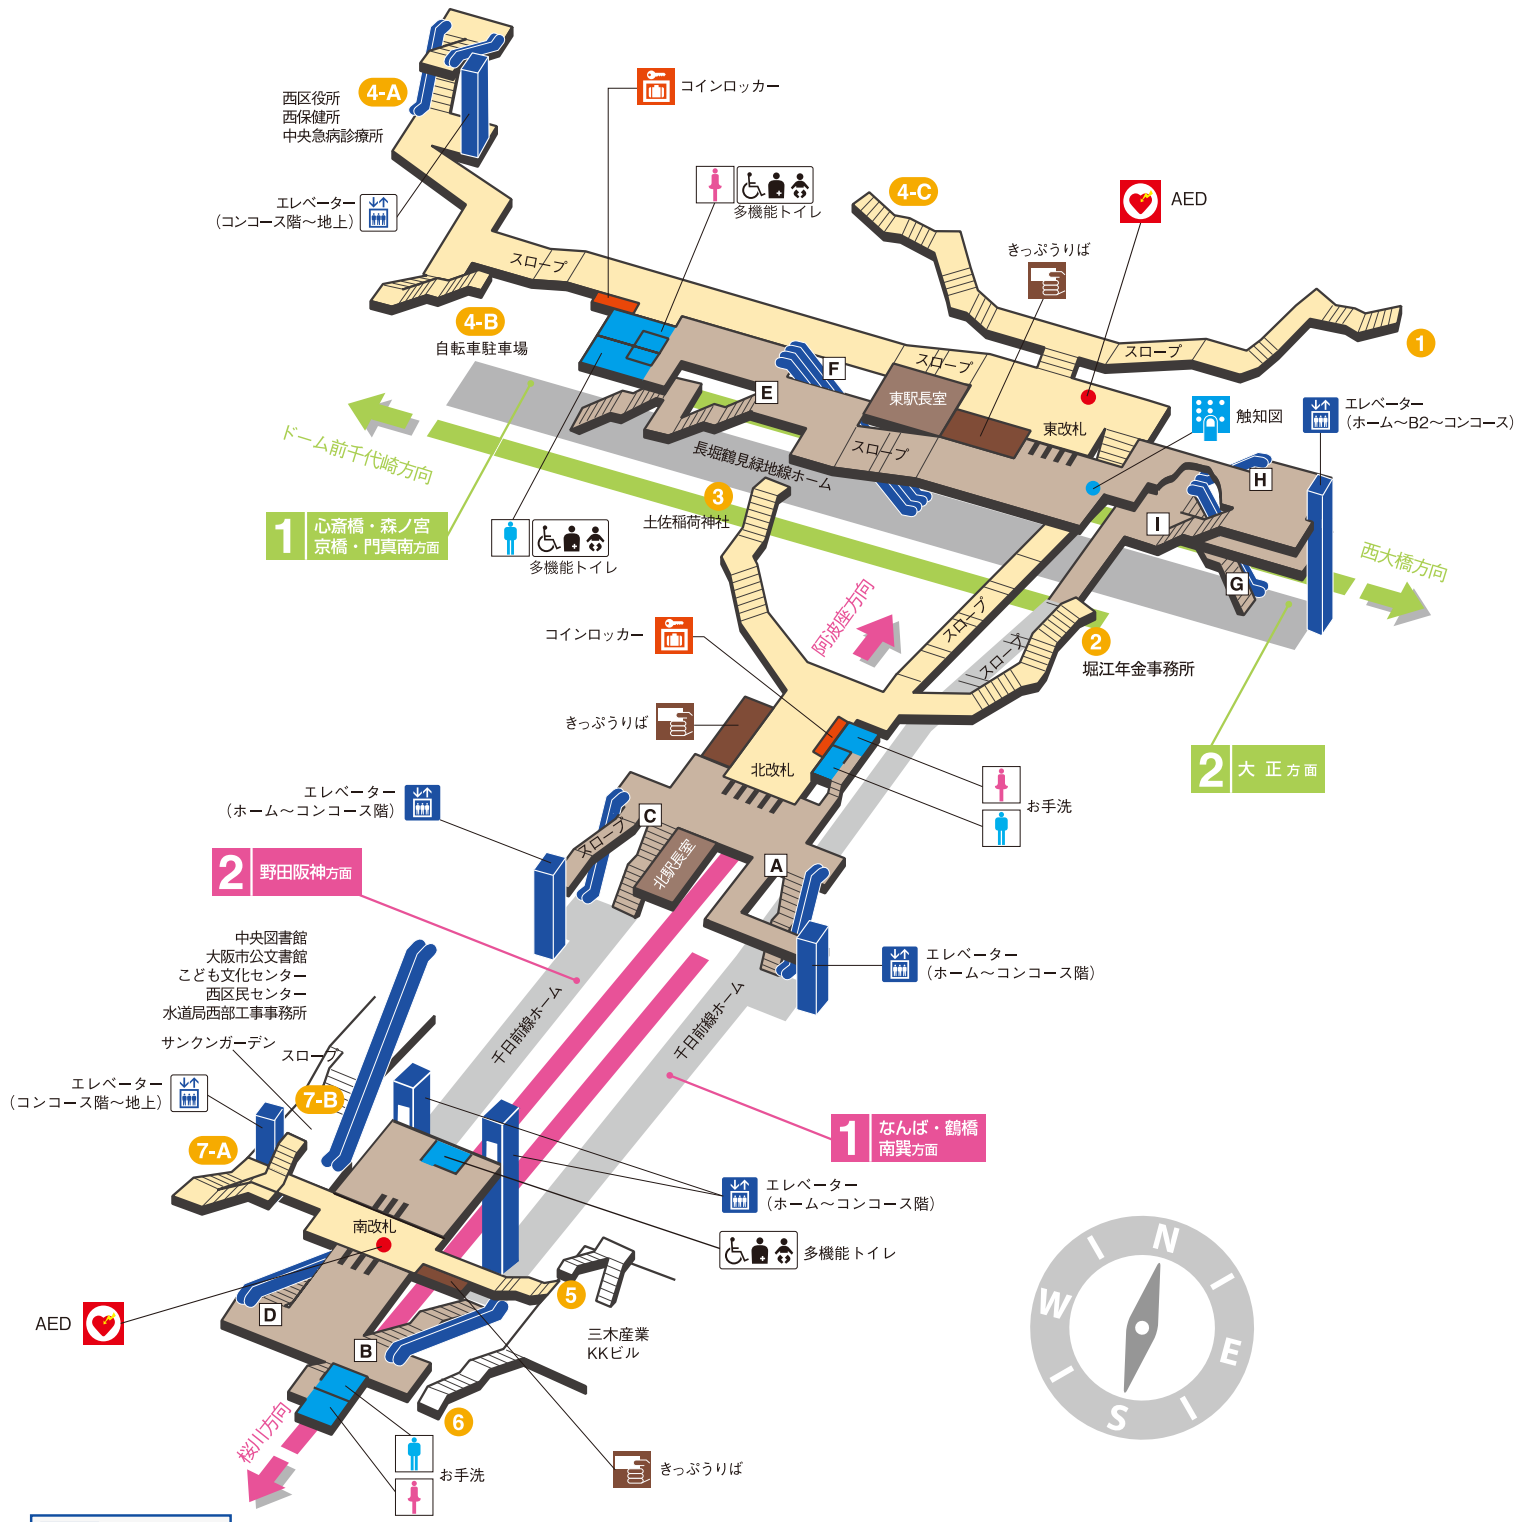 4-A
西区役所
西保健所
中央急病診療所
コインロッカー
エレベーター
(コンコース階～地上)
多機能トイレ
4-C
AED
きっぷうりば
スロープ
4-B
自転車駐車場
スロープ
スロープ
1
F
E
東駅長室
東改札
触知図
エレベーター
(ホーム～B2～コンコース)
ドーム前千代崎方向
長堀鶴見緑地線ホーム
スロープ
H
I
G
3
土佐稲荷神社
1
心斎橋・森ノ宮
京橋・門真南方面
多機能トイレ
西大橋方向
阿波座方向
コインロッカー
スロープ
スロープ
2
堀江年金事務所
きっぷうりば
北改札
2
大正方面
お手洗
エレベーター
(ホーム～コンコース階)
スロープ
C
北駅長室
A
2
野田阪神方面
中央図書館
大阪市公文書館
こども文化センター
西区民センター
水道局西部工事事務所
サンクンガーデン
スロープ
エレベーター
(ホーム～コンコース階)
千日前線ホーム
千日前線ホーム
エレベーター
(コンコース階～地上)
7-B
7-A
1
なんば・鶴橋
南巽方面
エレベーター
(ホーム～コンコース階)
南改札
多機能トイレ
AED
D
B
5
三木産業
KKビル
6
桜川方向
お手洗
きっぷうりば
N
W
E
S